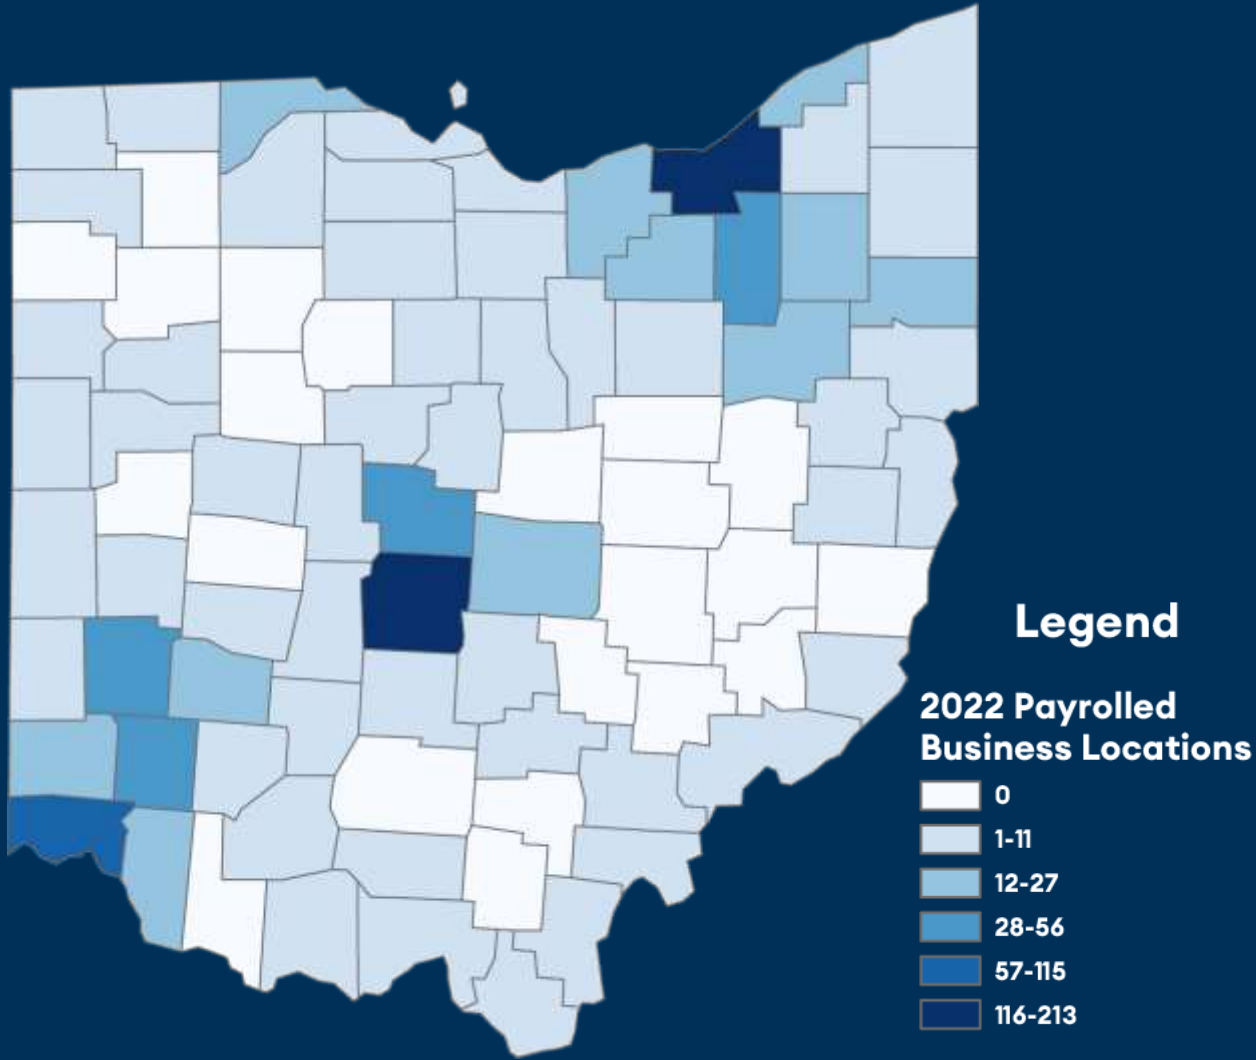 Legend
2022 Payrolled
Business Locations
0
1-11
12-27
28-56
57-115
116-213